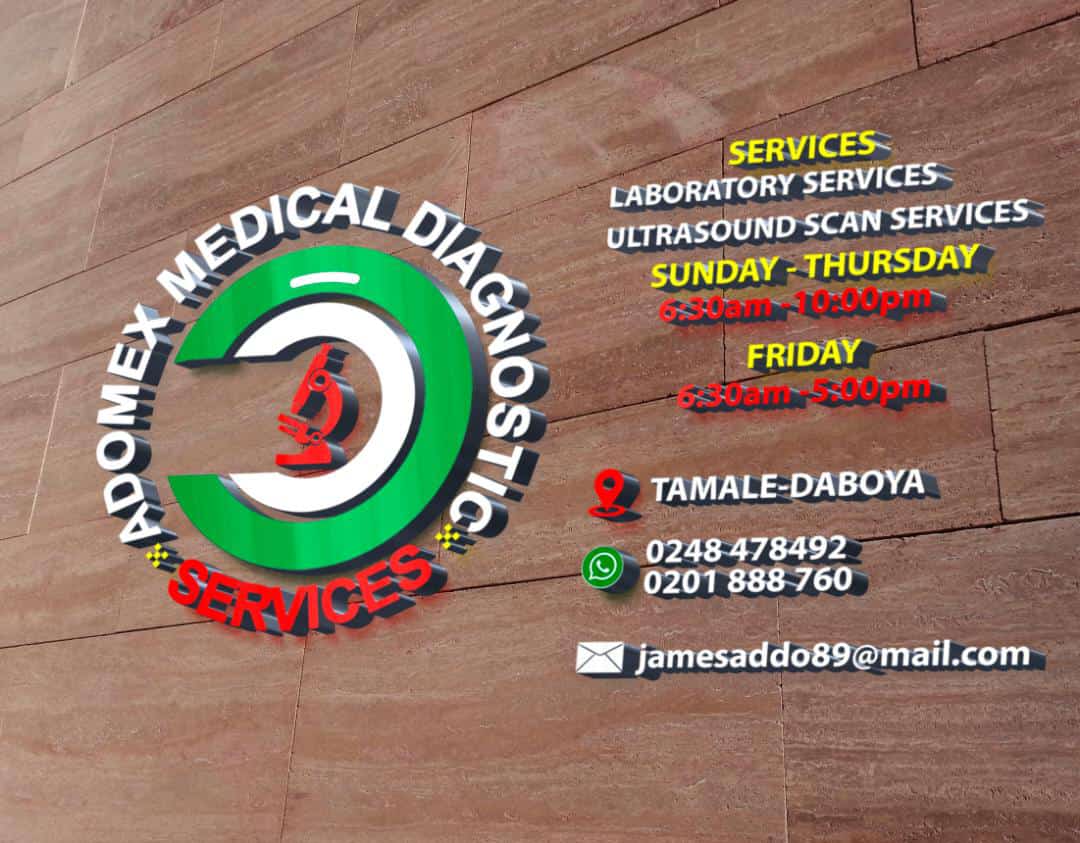 ADOMEX MEDICAL DIAGNOSTIC
SERVICES
SERVICES
LABORATORY SERVICES
ULTRASOUND SCAN SERVICES
SUNDAY - THURSDAY
6:30am -10:00pm
FRIDAY
6:30am -5:00pm
TAMALE-DABOYA
0248 478492
0201 888 760
jamesaddo89@mail.com